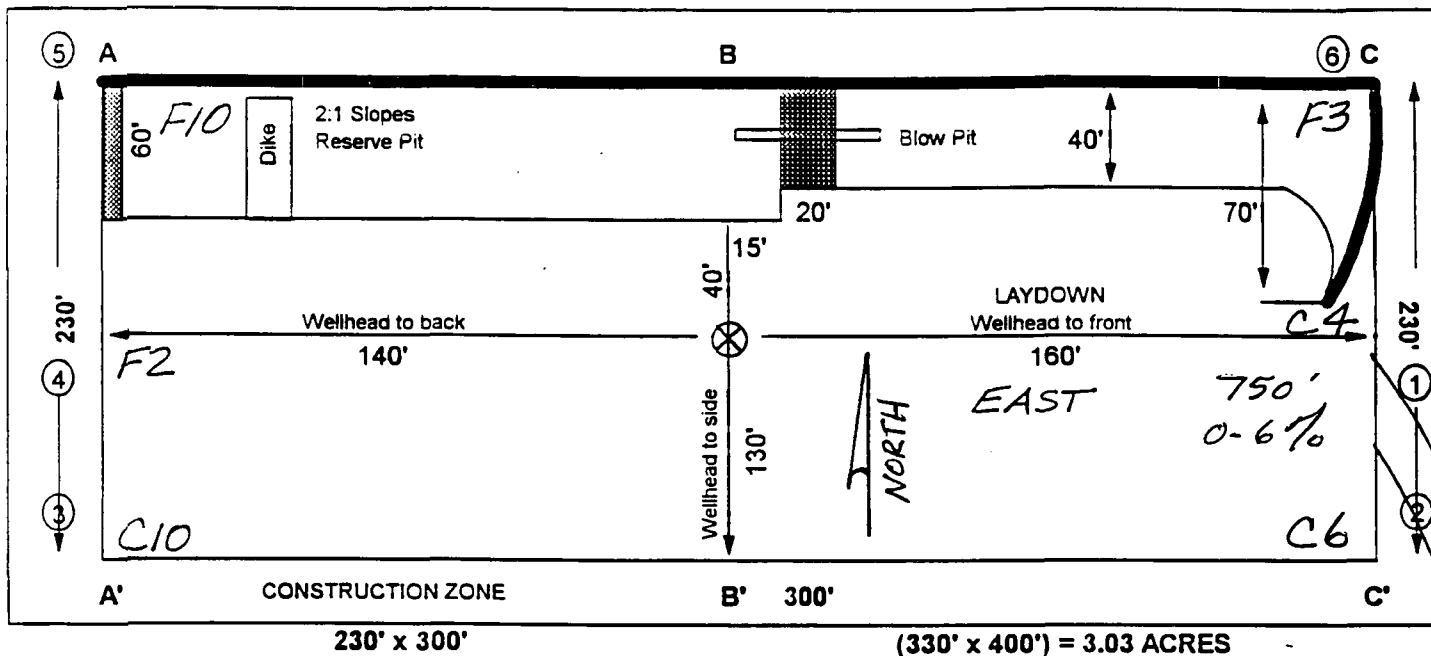 5 A B 6 C
F10 2:1 Slopes F3
60' Dike Reserve Pit Blow Pit 40'
20' 70'
15'
40'
LAYDOWN
230' Wellhead to back Wellhead to front C4 230'
140' 160'
4 F2 EAST 750' 1
0-6%
Wellhead to side 130' NORTH
3 2
C10 C6
A' CONSTRUCTION ZONE B' 300' C'
230' x 300' (330' x 400') = 3.03 ACRES